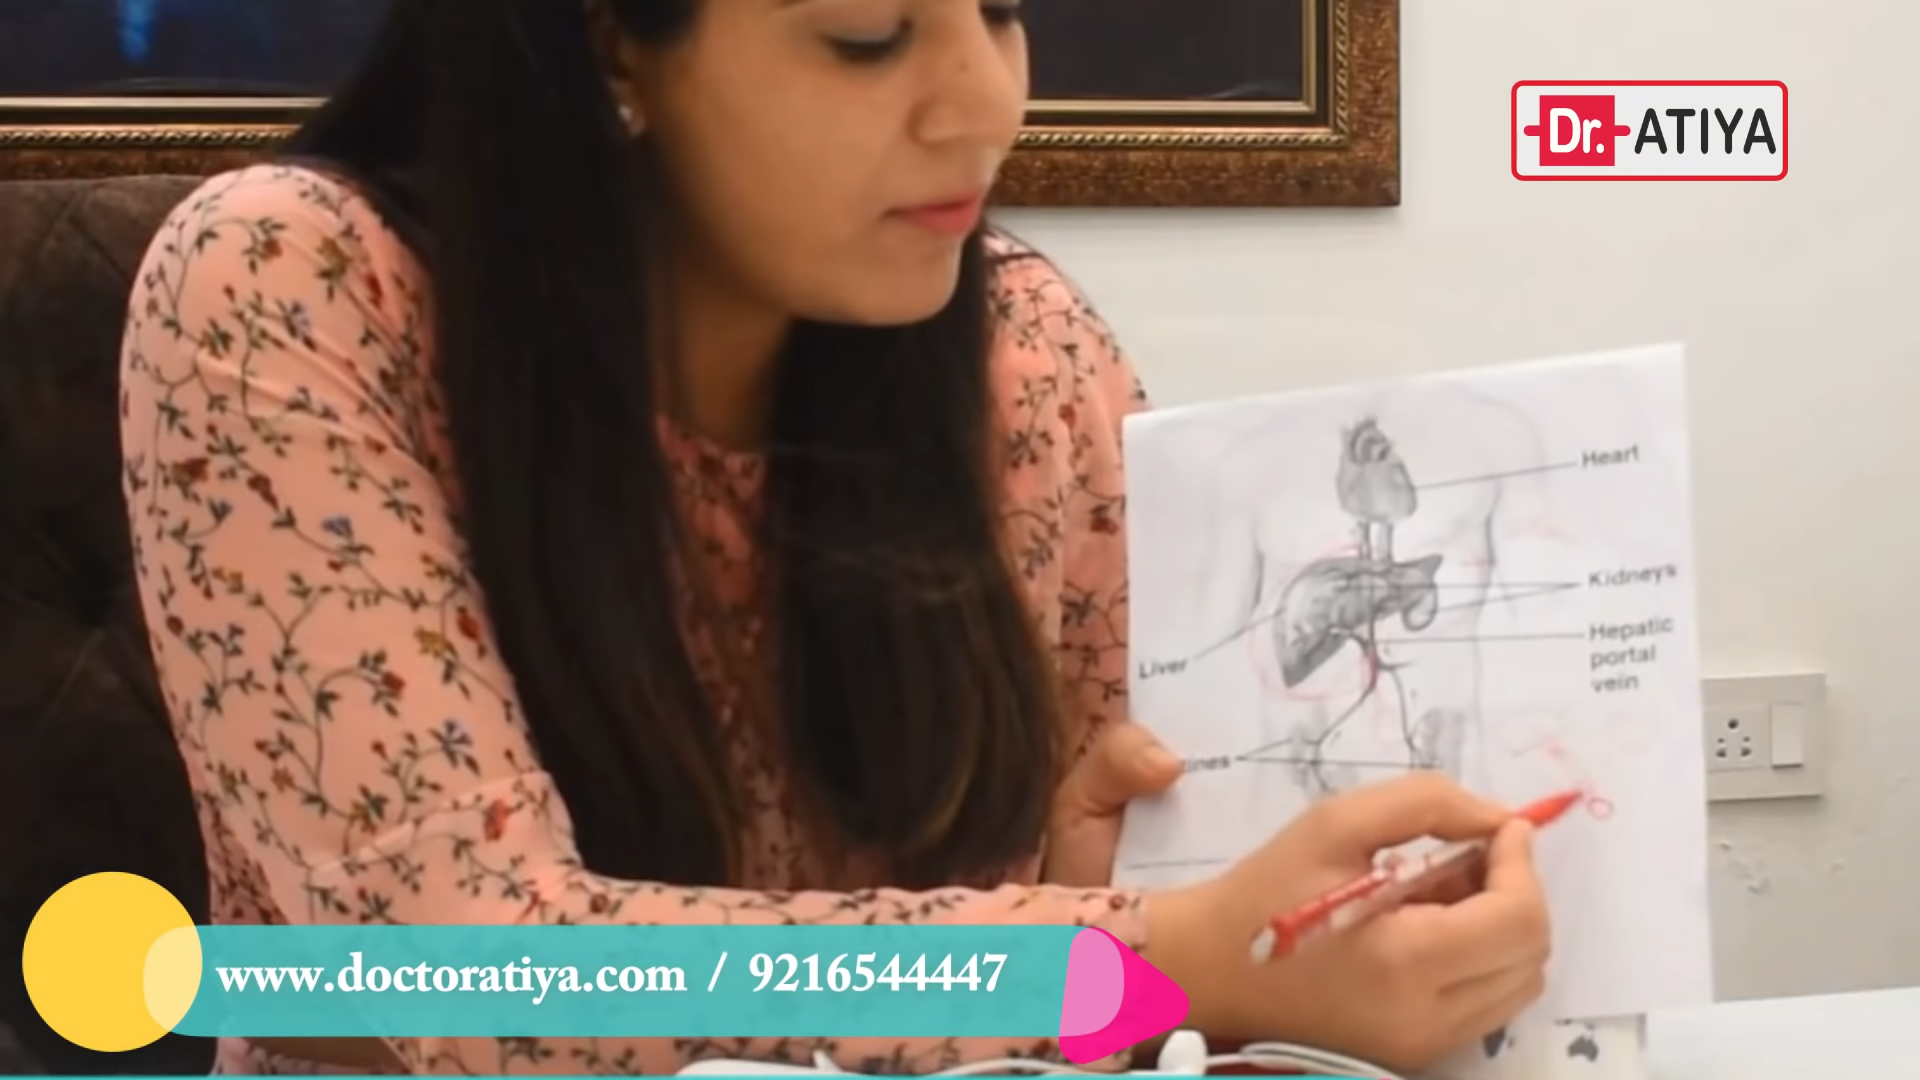 Dr. ATIYA
Heart
Kidneys
Hepatic
portal
vein
Liver
www.doctoratiya.com / 9216544447